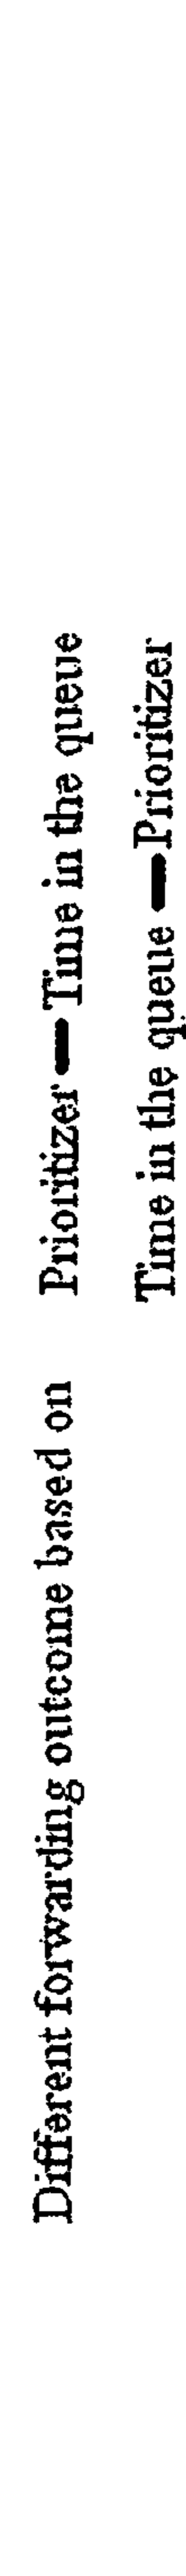 Different forwarding outcome based on Prioritizer — Time in the queue
Time in the queue — Prioritizer